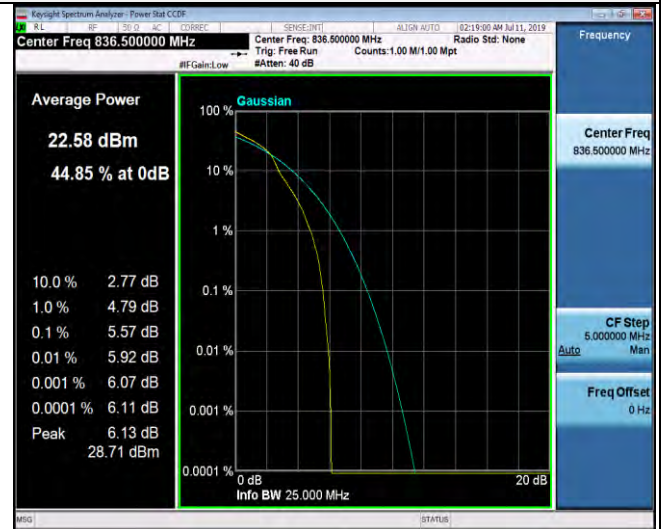 Keysight Spectrum Analyzer - Power Stat CCDF
RL RF 50 Ω AC CORREC SENSE:INT ALIGN AUTO 02:19:00 AM Jul 11, 2019
Center Freq 836.500000 MHz
Center Freq: 836.500000 MHz Radio Std: None
Trig: Free Run Counts:1.00 M/1.00 Mpt
#IFGain:Low #Atten: 40 dB
Frequency
Average Power
22.58 dBm
44.85 % at 0dB
10.0 % 2.77 dB
1.0 % 4.79 dB
0.1 % 5.57 dB
0.01 % 5.92 dB
0.001 % 6.07 dB
0.0001 % 6.11 dB
Peak 6.13 dB
28.71 dBm
Gaussian
100 %
10 %
1 %
0.1 %
0.01 %
0.001 %
0.0001 %
0 dB 20 dB
Info BW 25.000 MHz
Center Freq
836.500000 MHz
CF Step
5.000000 MHz
Auto Man
Freq Offset
0 Hz
MSG STATUS